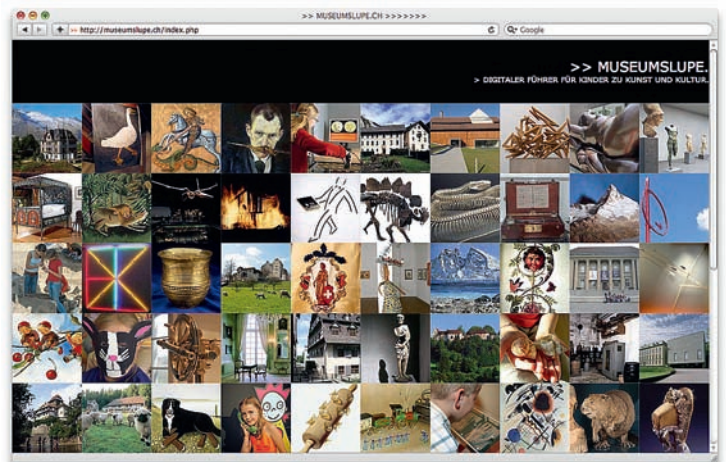 >> MUSEUMSLUPE.CH >>>>>>>
http://museumslupe.ch/index.php
Google
>> MUSEUMSLUPE.
> DIGITALER FÜHRER FÜR KINDER ZU KUNST UND KULTUR.